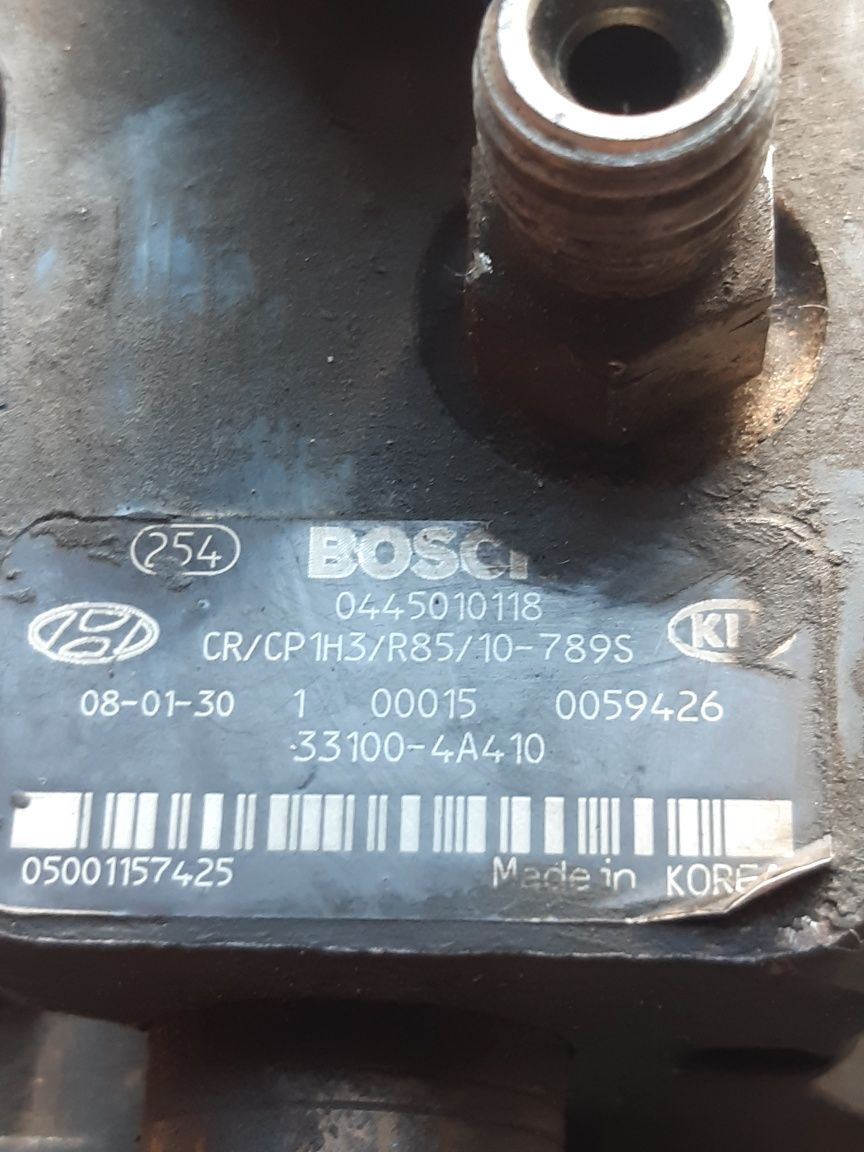 254 BOSCH
0445010118
CR/CP1H3/R85/10-789S KI
08-01-30 1 00015 0059426
33100-4A410
05001157425 Made in KOREA